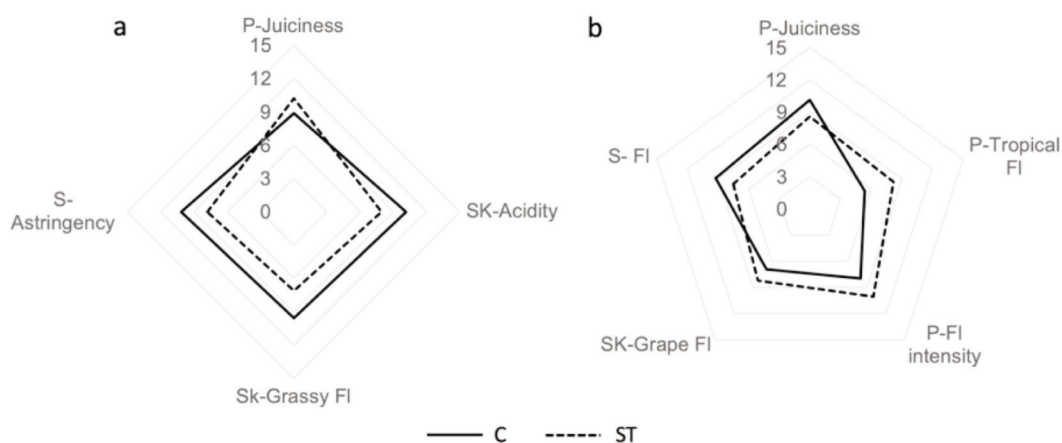 a
P-Juiciness
15
12
9
6
3
0
S-
Astringency
SK-Acidity
Sk-Grassy Fl
b
P-Juiciness
15
12
9
6
3
0
S- Fl
P-Tropical
Fl
SK-Grape Fl
P-Fl
intensity
C
ST